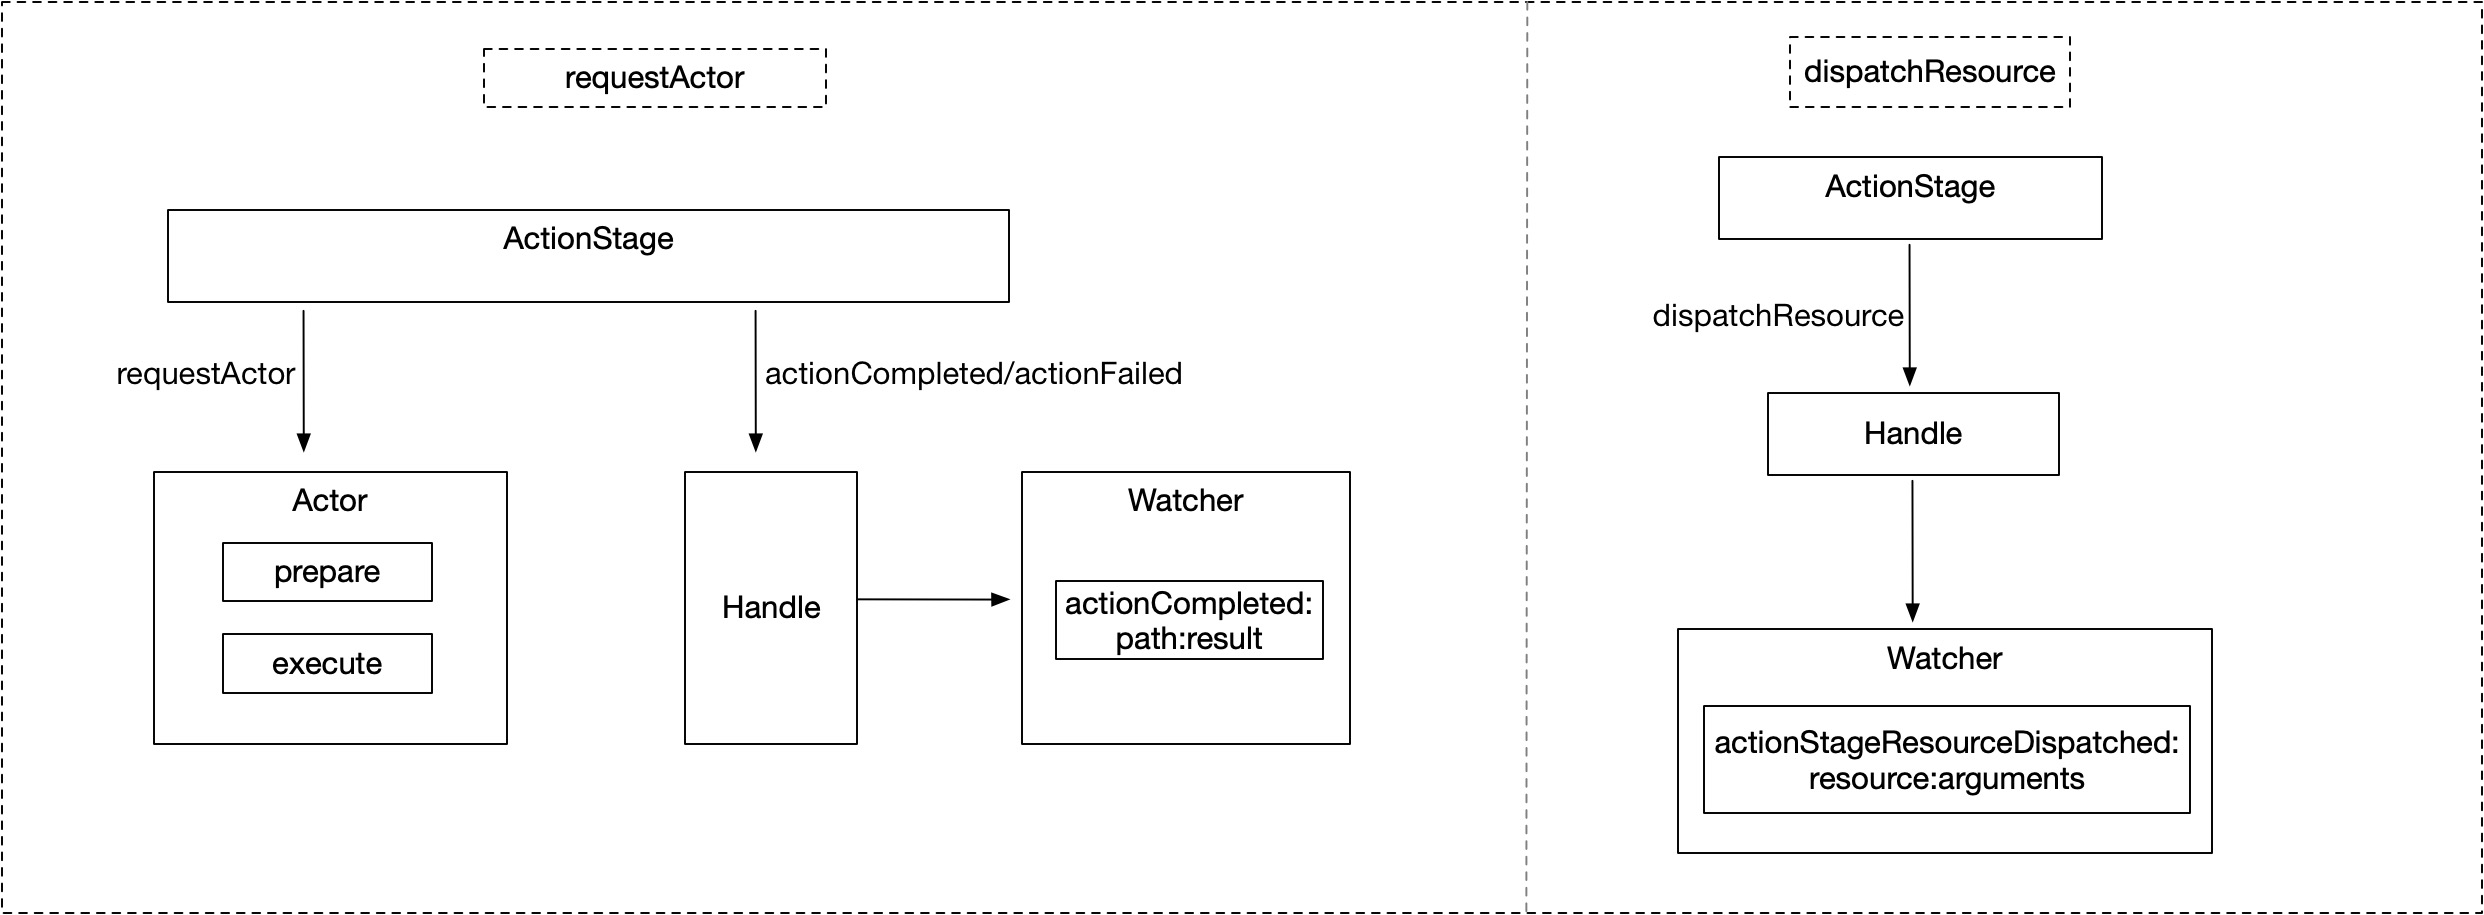 requestActor
ActionStage
requestActor
actionCompleted/actionFailed
Actor
prepare
execute
Handle
Watcher
actionCompleted:
path:result
dispatchResource
ActionStage
dispatchResource
Handle
Watcher
actionStageResourceDispatched:
resource:arguments